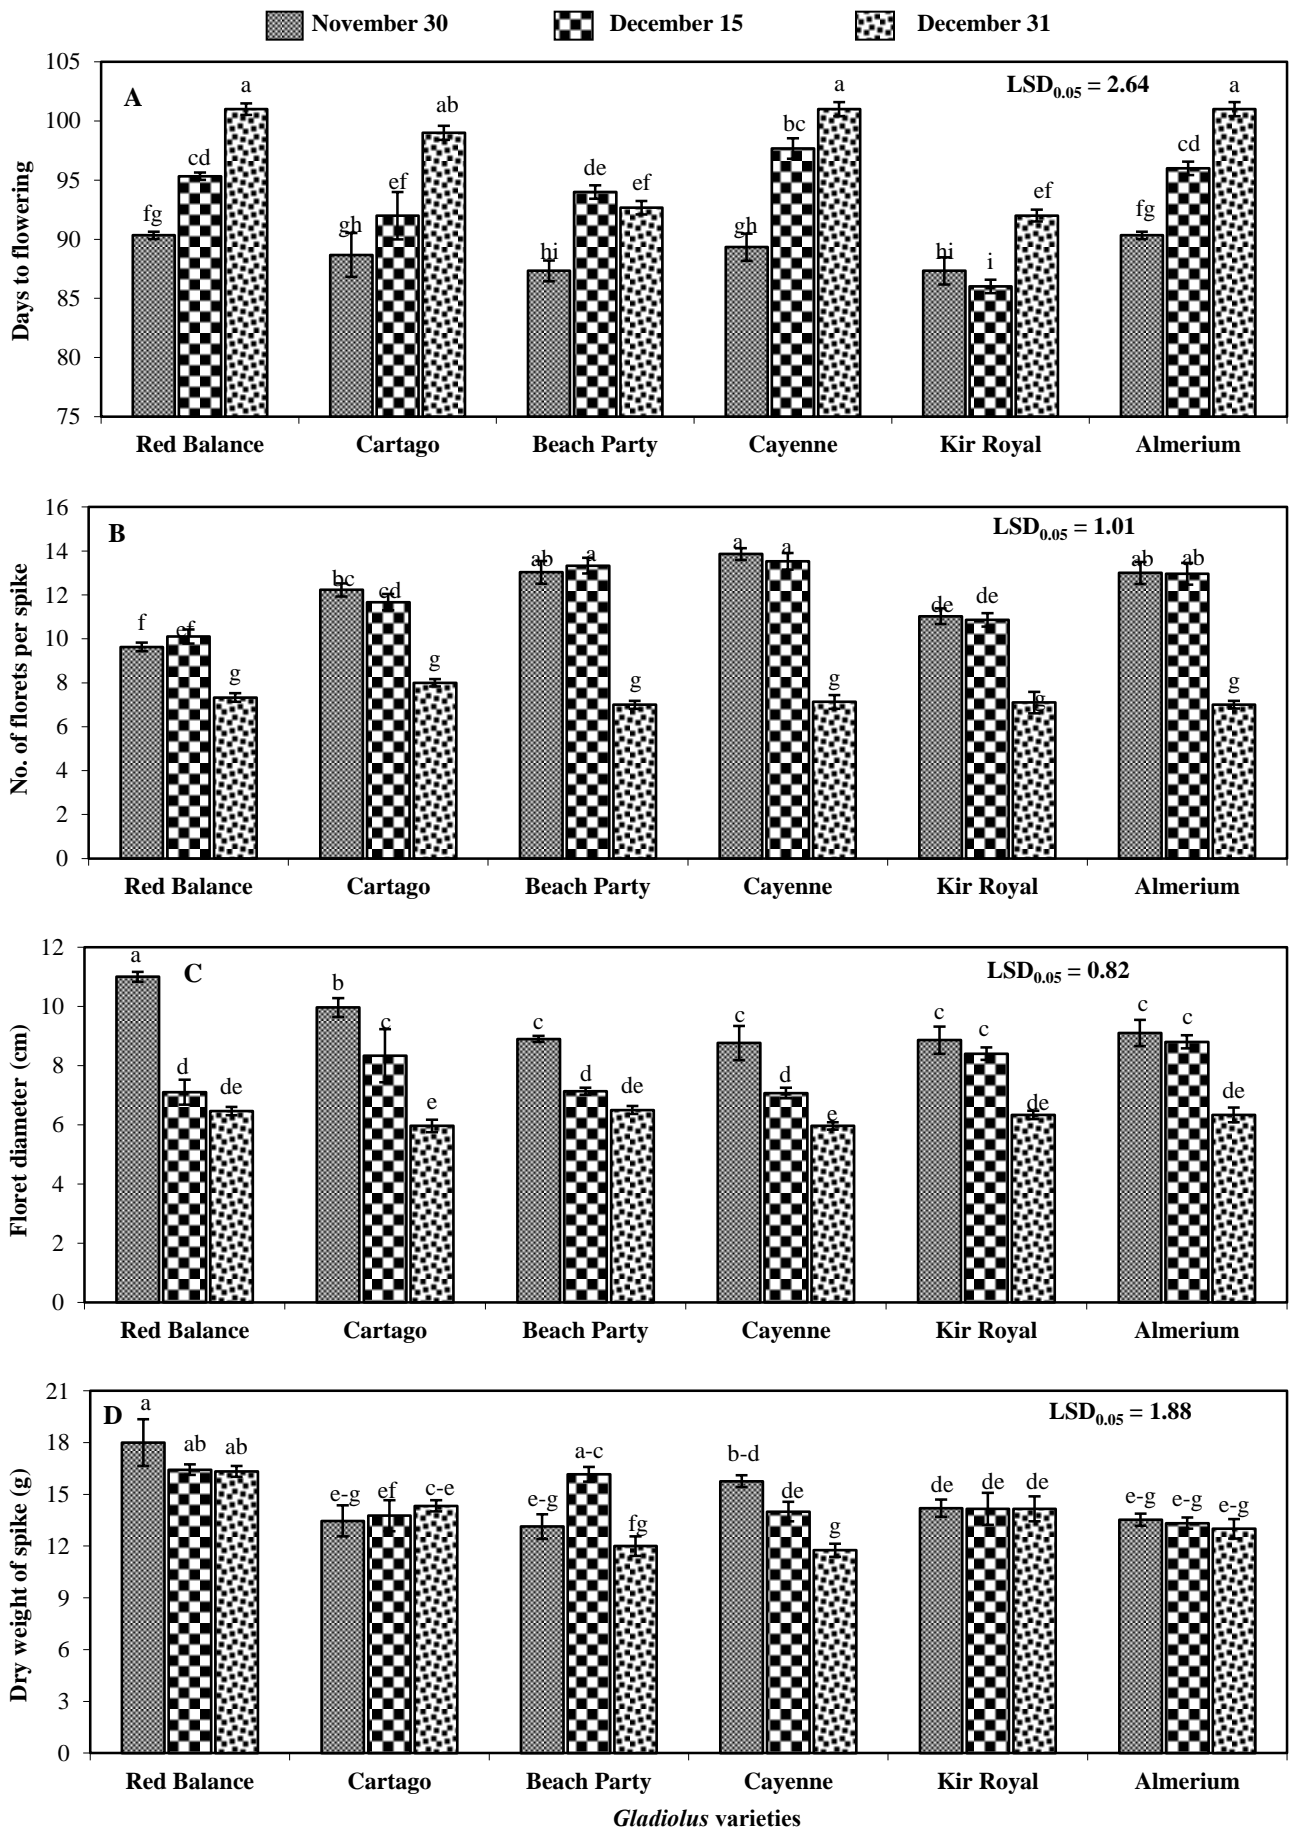 November 30 December 15 December 31
A
LSD0.05 = 2.64
Days to flowering
105
100
95
90
85
80
75
fg cd a
gh ef ab
hi de ef
gh bc a
hi i ef
fg cd a
Red Balance Cartago Beach Party Cayenne Kir Royal Almerium
B
LSD0.05 = 1.01
No. of florets per spike
16
14
12
10
8
6
4
2
0
f ef g
bc cd g
ab a g
a a g
de de g
ab ab g
Red Balance Cartago Beach Party Cayenne Kir Royal Almerium
C
LSD0.05 = 0.82
Floret diameter (cm)
12
10
8
6
4
2
0
a d de
b c e
c d de
c d e
c c de
c c de
Red Balance Cartago Beach Party Cayenne Kir Royal Almerium
D
LSD0.05 = 1.88
Dry weight of spike (g)
21
18
15
12
9
6
3
0
a ab ab
e-g ef c-e
e-g a-c fg
b-d de g
de de de
e-g e-g e-g
Red Balance Cartago Beach Party Cayenne Kir Royal Almerium
Gladiolus varieties